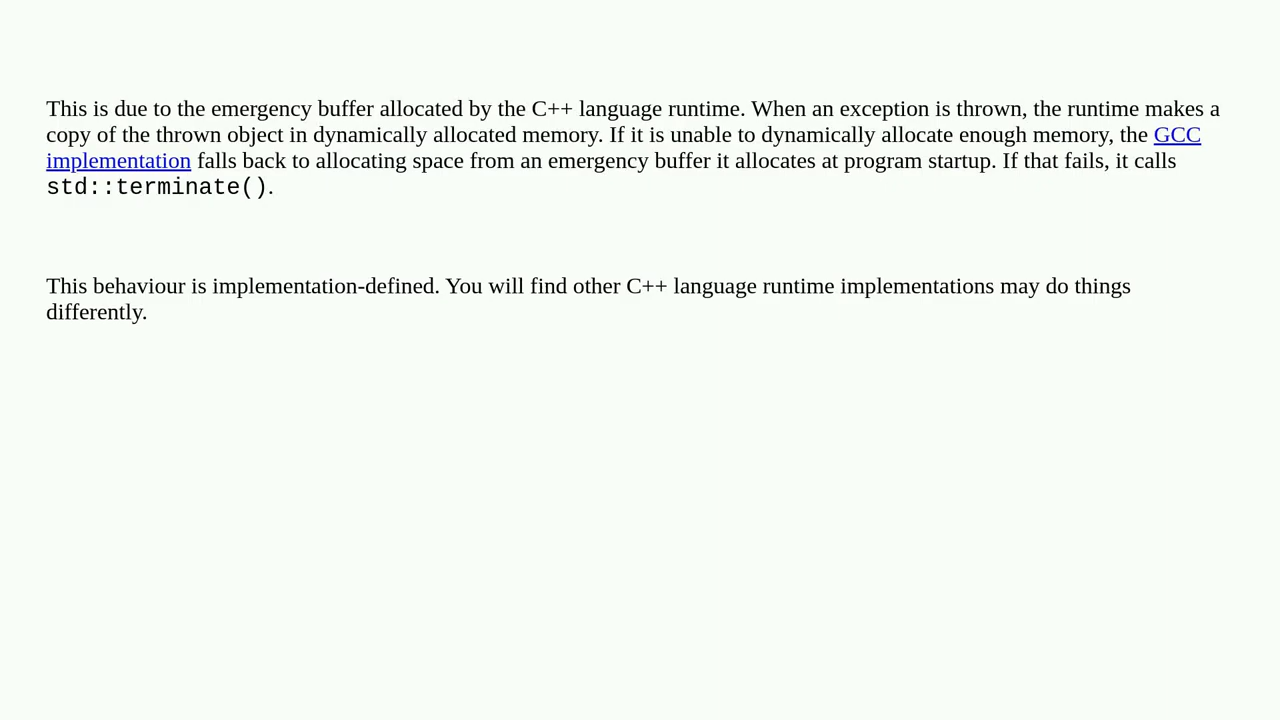 This is due to the emergency buffer allocated by the C++ language runtime. When an exception is thrown, the runtime makes a
copy of the thrown object in dynamically allocated memory. If it is unable to dynamically allocate enough memory, the GCC
implementation falls back to allocating space from an emergency buffer it allocates at program startup. If that fails, it calls
std::terminate().
This behaviour is implementation-defined. You will find other C++ language runtime implementations may do things
differently.